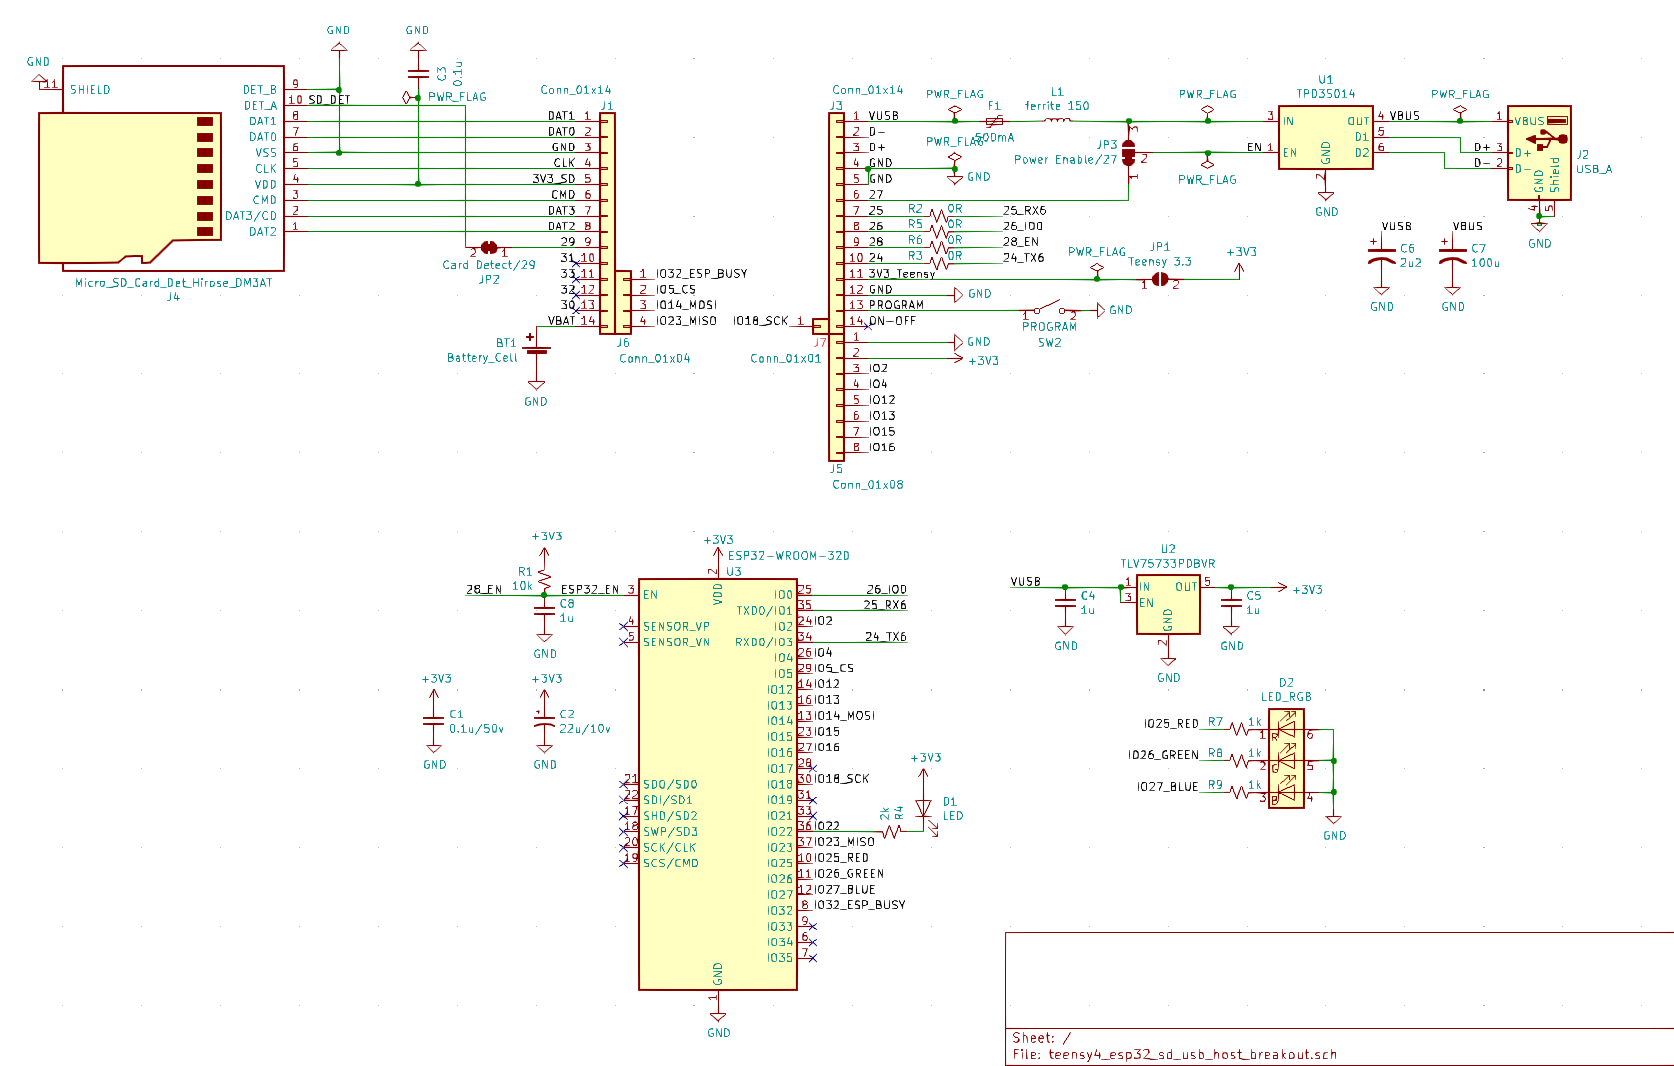 GND
GND
GND
11
SHIELD
DET_B
9
DET_A
10
SD_DET
DAT1
8
DAT0
7
VSS
6
CLK
5
VDD
4
CMD
3
DAT3/CD
2
DAT2
1
Micro_SD_Card_Det_Hirose_DM3AT
J4
C3
0.1u
PWR_FLAG
2
1
Card Detect/29
JP2
Conn_01x14
J1
DAT1 1
DAT0 2
GND 3
CLK 4
3V3_SD 5
CMD 6
DAT3 7
DAT2 8
29 9
31 10
33 11
32 12
30 13
VBAT 14
1 IO32_ESP_BUSY
2 IO5_CS
3 IO14_MOSI
4 IO23_MISO
J6
Conn_01x04
BT1
Battery_Cell
+
GND
IO18_SCK 1
J7
Conn_01x01
Conn_01x14
J3
1 VUSB
2 D-
3 D+
4 GND
5 GND
6 27
7 25
8 26
9 28
10 24
11 3V3_Teensy
12 GND
13 PROGRAM
14 ON-OFF
1
2
3 IO2
4 IO4
5 IO12
6 IO13
7 IO15
8 IO16
J5
Conn_01x08
PWR_FLAG
F1
500mA
L1
ferrite 150
PWR_FLAG
GND
R2 0R 25_RX6
R5 0R 26_IO0
R6 0R 28_EN
R3 0R 24_TX6
PWR_FLAG
JP1
Teensy 3.3
1 2
+3V3
GND
1 2
PROGRAM
SW2
GND
GND
+3V3
JP3
Power Enable/27
3
2
1
PWR_FLAG
PWR_FLAG
EN
U1
TPD3S014
3 IN
1 EN
OUT 4
D1 5
D2 6
GND
2
GND
VBUS
PWR_FLAG
D+
D-
1 VBUS
3 D+
2 D-
GND
Shield
4
5
J2
USB_A
GND
VUSB
+
C6
2u2
GND
VBUS
+
C7
100u
GND
+3V3
R1
10k
28_EN
ESP32_EN
C8
1u
GND
+3V3
C1
0.1u/50v
GND
+3V3
C2
22u/10v
GND
+3V3
ESP32-WROOM-32D
U3
2
VDD
3 EN
4 SENSOR_VP
5 SENSOR_VN
21 SDO/SD0
22 SDI/SD1
17 SHD/SD2
18 SWP/SD3
20 SCK/CLK
19 SCS/CMD
IO0 25 26_IO0
TXD0/IO1 35 25_RX6
IO2 24 IO2
RXD0/IO3 34 24_TX6
IO4 26 IO4
IO5 29 IO5_CS
IO12 14 IO12
IO13 16 IO13
IO14 13 IO14_MOSI
IO15 23 IO15
IO16 27 IO16
IO17 28
IO18 30 IO18_SCK
IO19 31
IO21 33
IO22 36 IO22
IO23 37 IO23_MISO
IO25 10 IO25_RED
IO26 11 IO26_GREEN
IO27 12 IO27_BLUE
IO32 8 IO32_ESP_BUSY
IO33 9
IO34 6
IO35 7
GND
1
GND
2k
R4
+3V3
D1
LED
VUSB
C4
1u
GND
U2
TLV75733PDBVR
1 IN
3 EN
OUT 5
GND
2
GND
C5
1u
GND
+3V3
D2
LED_RGB
IO25_RED R7 1k 1 R 6
IO26_GREEN R8 1k 2 G 5
IO27_BLUE R9 1k 3 B 4
GND
Sheet: /
File: teensy4_esp32_sd_usb_host_breakout.sch